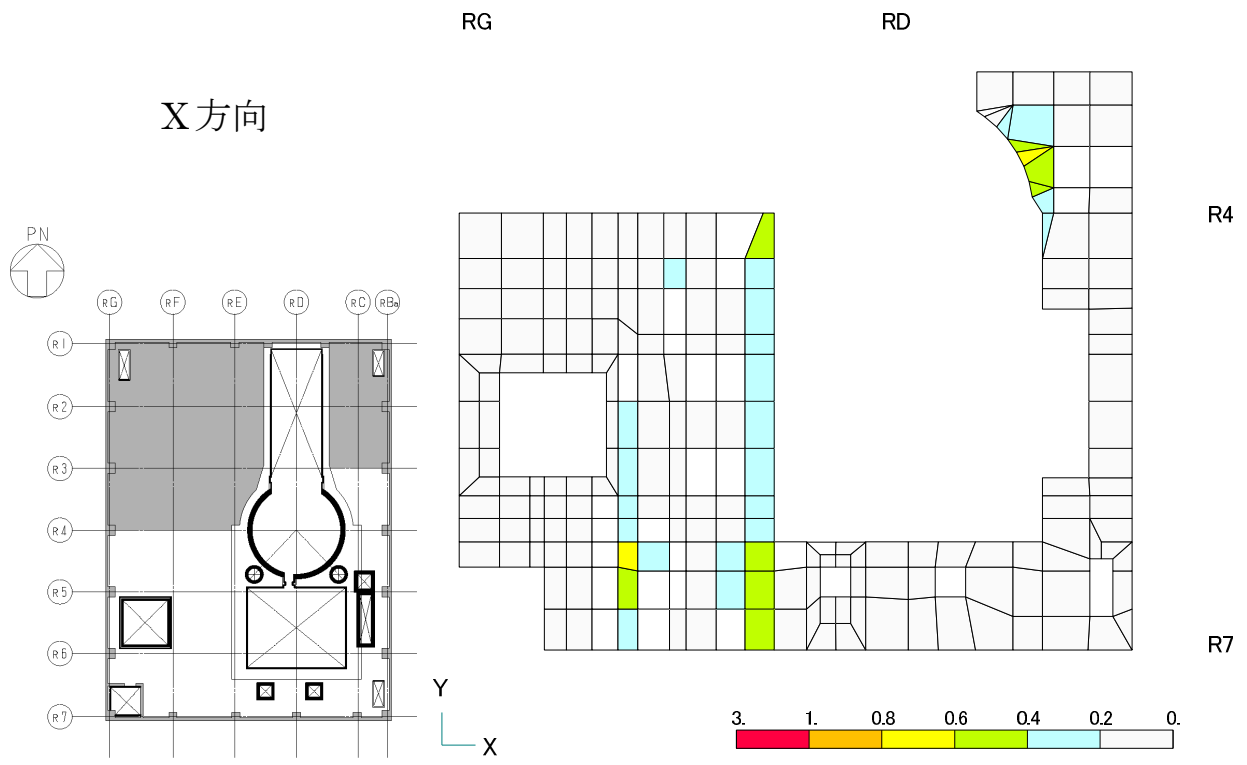 RG RD
X 方向
R4
PN
RG RF RE RD RC RBa
R1
R2
R3
R4
R5
R6
R7
R7
Y
X
3. 1. 0.8 0.6 0.4 0.2 0.